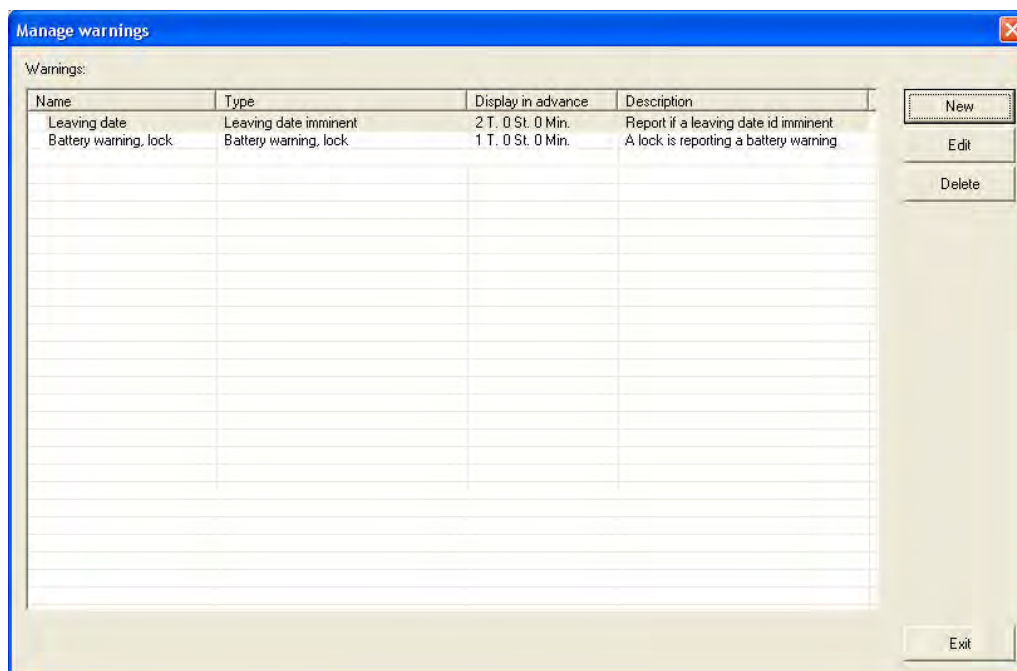 Manage warnings
Warnings:
Name Type Display in advance Description
Leaving date Leaving date imminent 2 T. 0 St. 0 Min. Report if a leaving date id imminent
Battery warning, lock Battery warning, lock 1 T. 0 St. 0 Min. A lock is reporting a battery warning
New
Edit
Delete
Exit